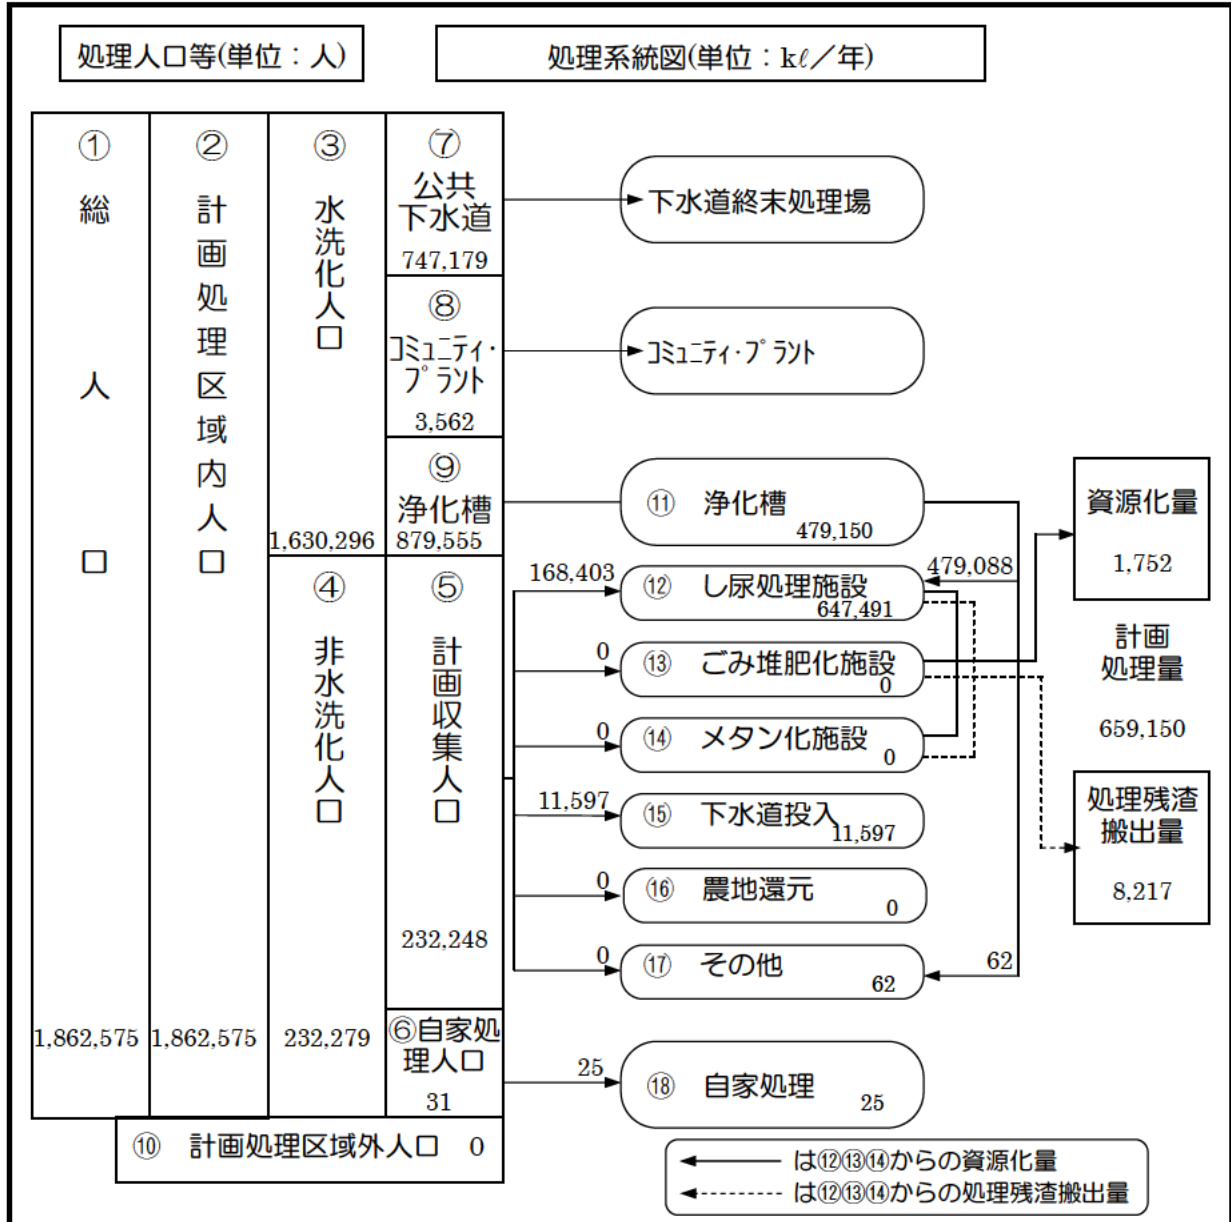 処理人口等(単位：人)
処理系統図(単位：kℓ／年)
①
総人口
1,862,575
②
計画処理区域内人口
1,862,575
③
水洗化人口
1,630,296
④
非水洗化人口
232,279
⑦
公共
下水道
747,179
⑧
コミュニティ・
プラント
3,562
⑨
浄化槽
879,555
⑤
計画収集人口
232,248
⑥自家処
理人口
31
⑩ 計画処理区域外人口 0
下水道終末処理場
コミュニティ・プラント
⑪ 浄化槽
479,150
168,403
⑫ し尿処理施設
647,491
479,088
0
⑬ ごみ堆肥化施設
0
0
⑭ メタン化施設
0
11,597
⑮ 下水道投入
11,597
0
⑯ 農地還元
0
0
⑰ その他
62
62
25
⑱ 自家処理
25
資源化量
1,752
計画
処理量
659,150
処理残渣
搬出量
8,217
は⑫⑬⑭からの資源化量
は⑫⑬⑭からの処理残渣搬出量